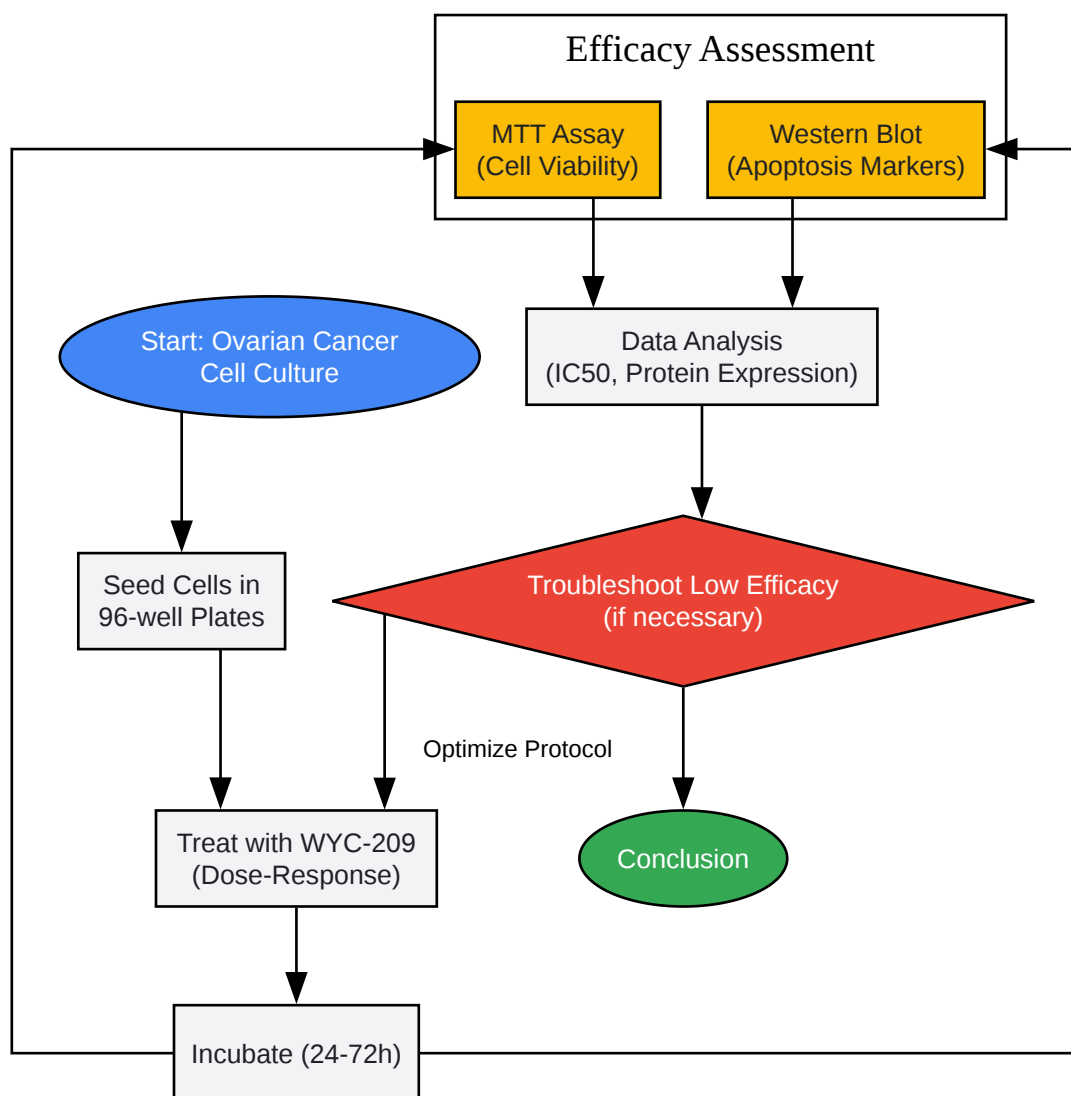 Efficacy Assessment
MTT Assay
(Cell Viability)
Western Blot
(Apoptosis Markers)
Start: Ovarian Cancer
Cell Culture
Data Analysis
(IC50, Protein Expression)
Seed Cells in
96-well Plates
Troubleshoot Low Efficacy
(if necessary)
Optimize Protocol
Treat with WYC-209
(Dose-Response)
Conclusion
Incubate (24-72h)